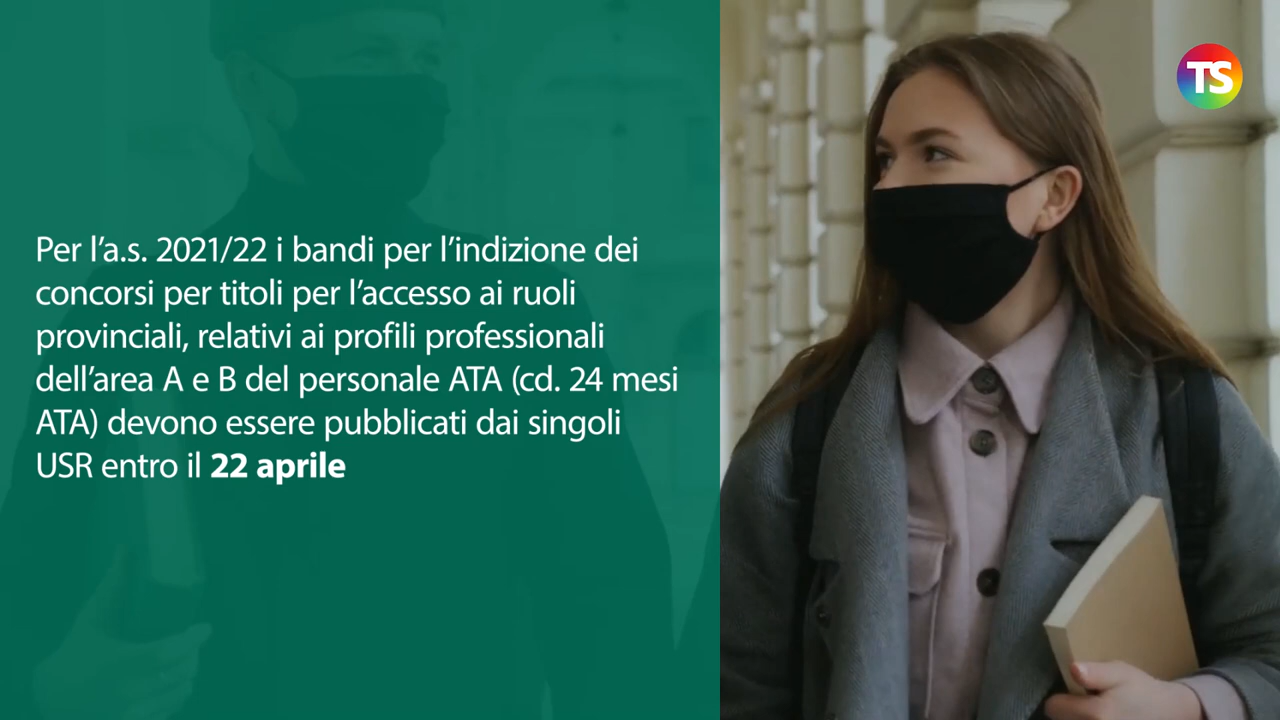 Per l’a.s. 2021/22 i bandi per l’indizione dei
concorsi per titoli per l’accesso ai ruoli
provinciali, relativi ai profili professionali
dell’area A e B del personale ATA (cd. 24 mesi
ATA) devono essere pubblicati dai singoli
USR entro il 22 aprile
TS